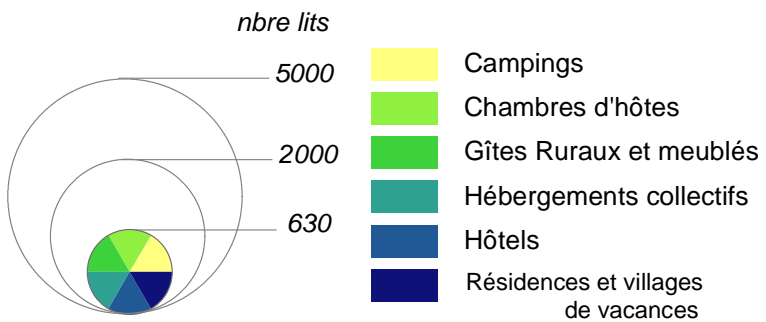 nbre lits
5000
2000
630
Campings
Chambres d'hôtes
Gîtes Ruraux et meublés
Hébergements collectifs
Hôtels
Résidences et villages
de vacances